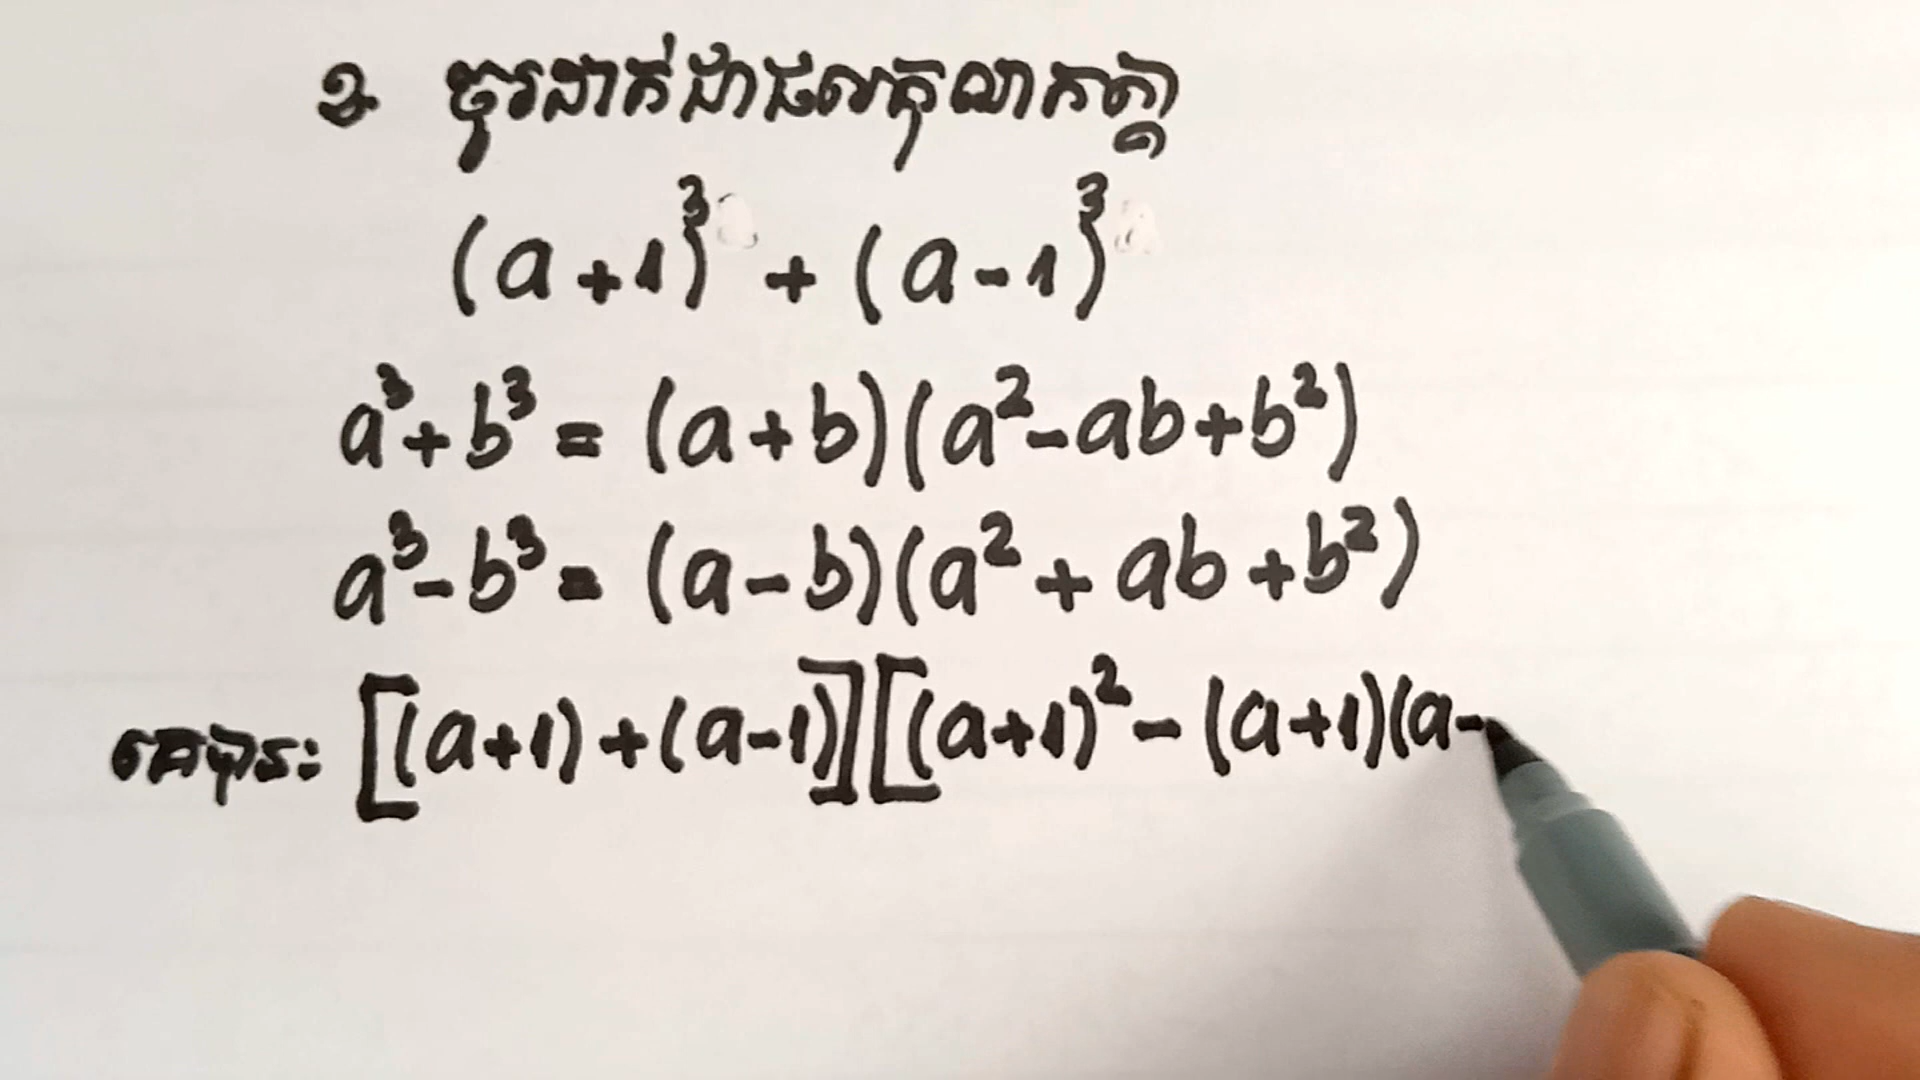 ខ. ចូរដាក់ជាផលគុណកត្តា
(a+1)³ + (a-1)³
a³+b³ = (a+b)(a²-ab+b²)
a³-b³ = (a-b)(a²+ab+b²)
គេបាន: [(a+1)+(a-1)][(a+1)² - (a+1)(a-